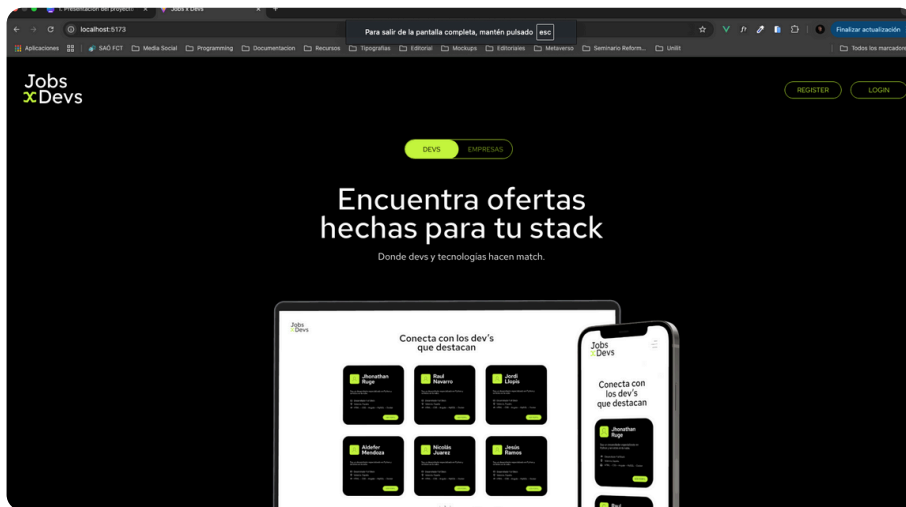 1. Presentación del proyecto
Jobs x Devs
localhost:5173
Para salir de la pantalla completa, mantén pulsado esc
Finalizar actualización
Aplicaciones
SAÓ FCT
Media Social
Programming
Documentacion
Recursos
Tipografias
Editorial
Mockups
Editoriales
Metaverso
Seminario Reform...
Unlit
Todos los marcadores
Jobs
xDevs
REGISTER
LOGIN
DEVS
EMPRESAS
Encuentra ofertas
hechas para tu stack
Donde devs y tecnologías hacen match.
Jobs
xDevs
Conecta con los dev's
que destacan
Jhonathan
Ruge
Raul
Navarro
Jordi
Llopis
Aldefer
Mendoza
Nicolás
Juarez
Jesús
Ramos
Jobs
xDevs
Conecta con
los dev's
que destacan
Jhonathan
Ruge
Raul